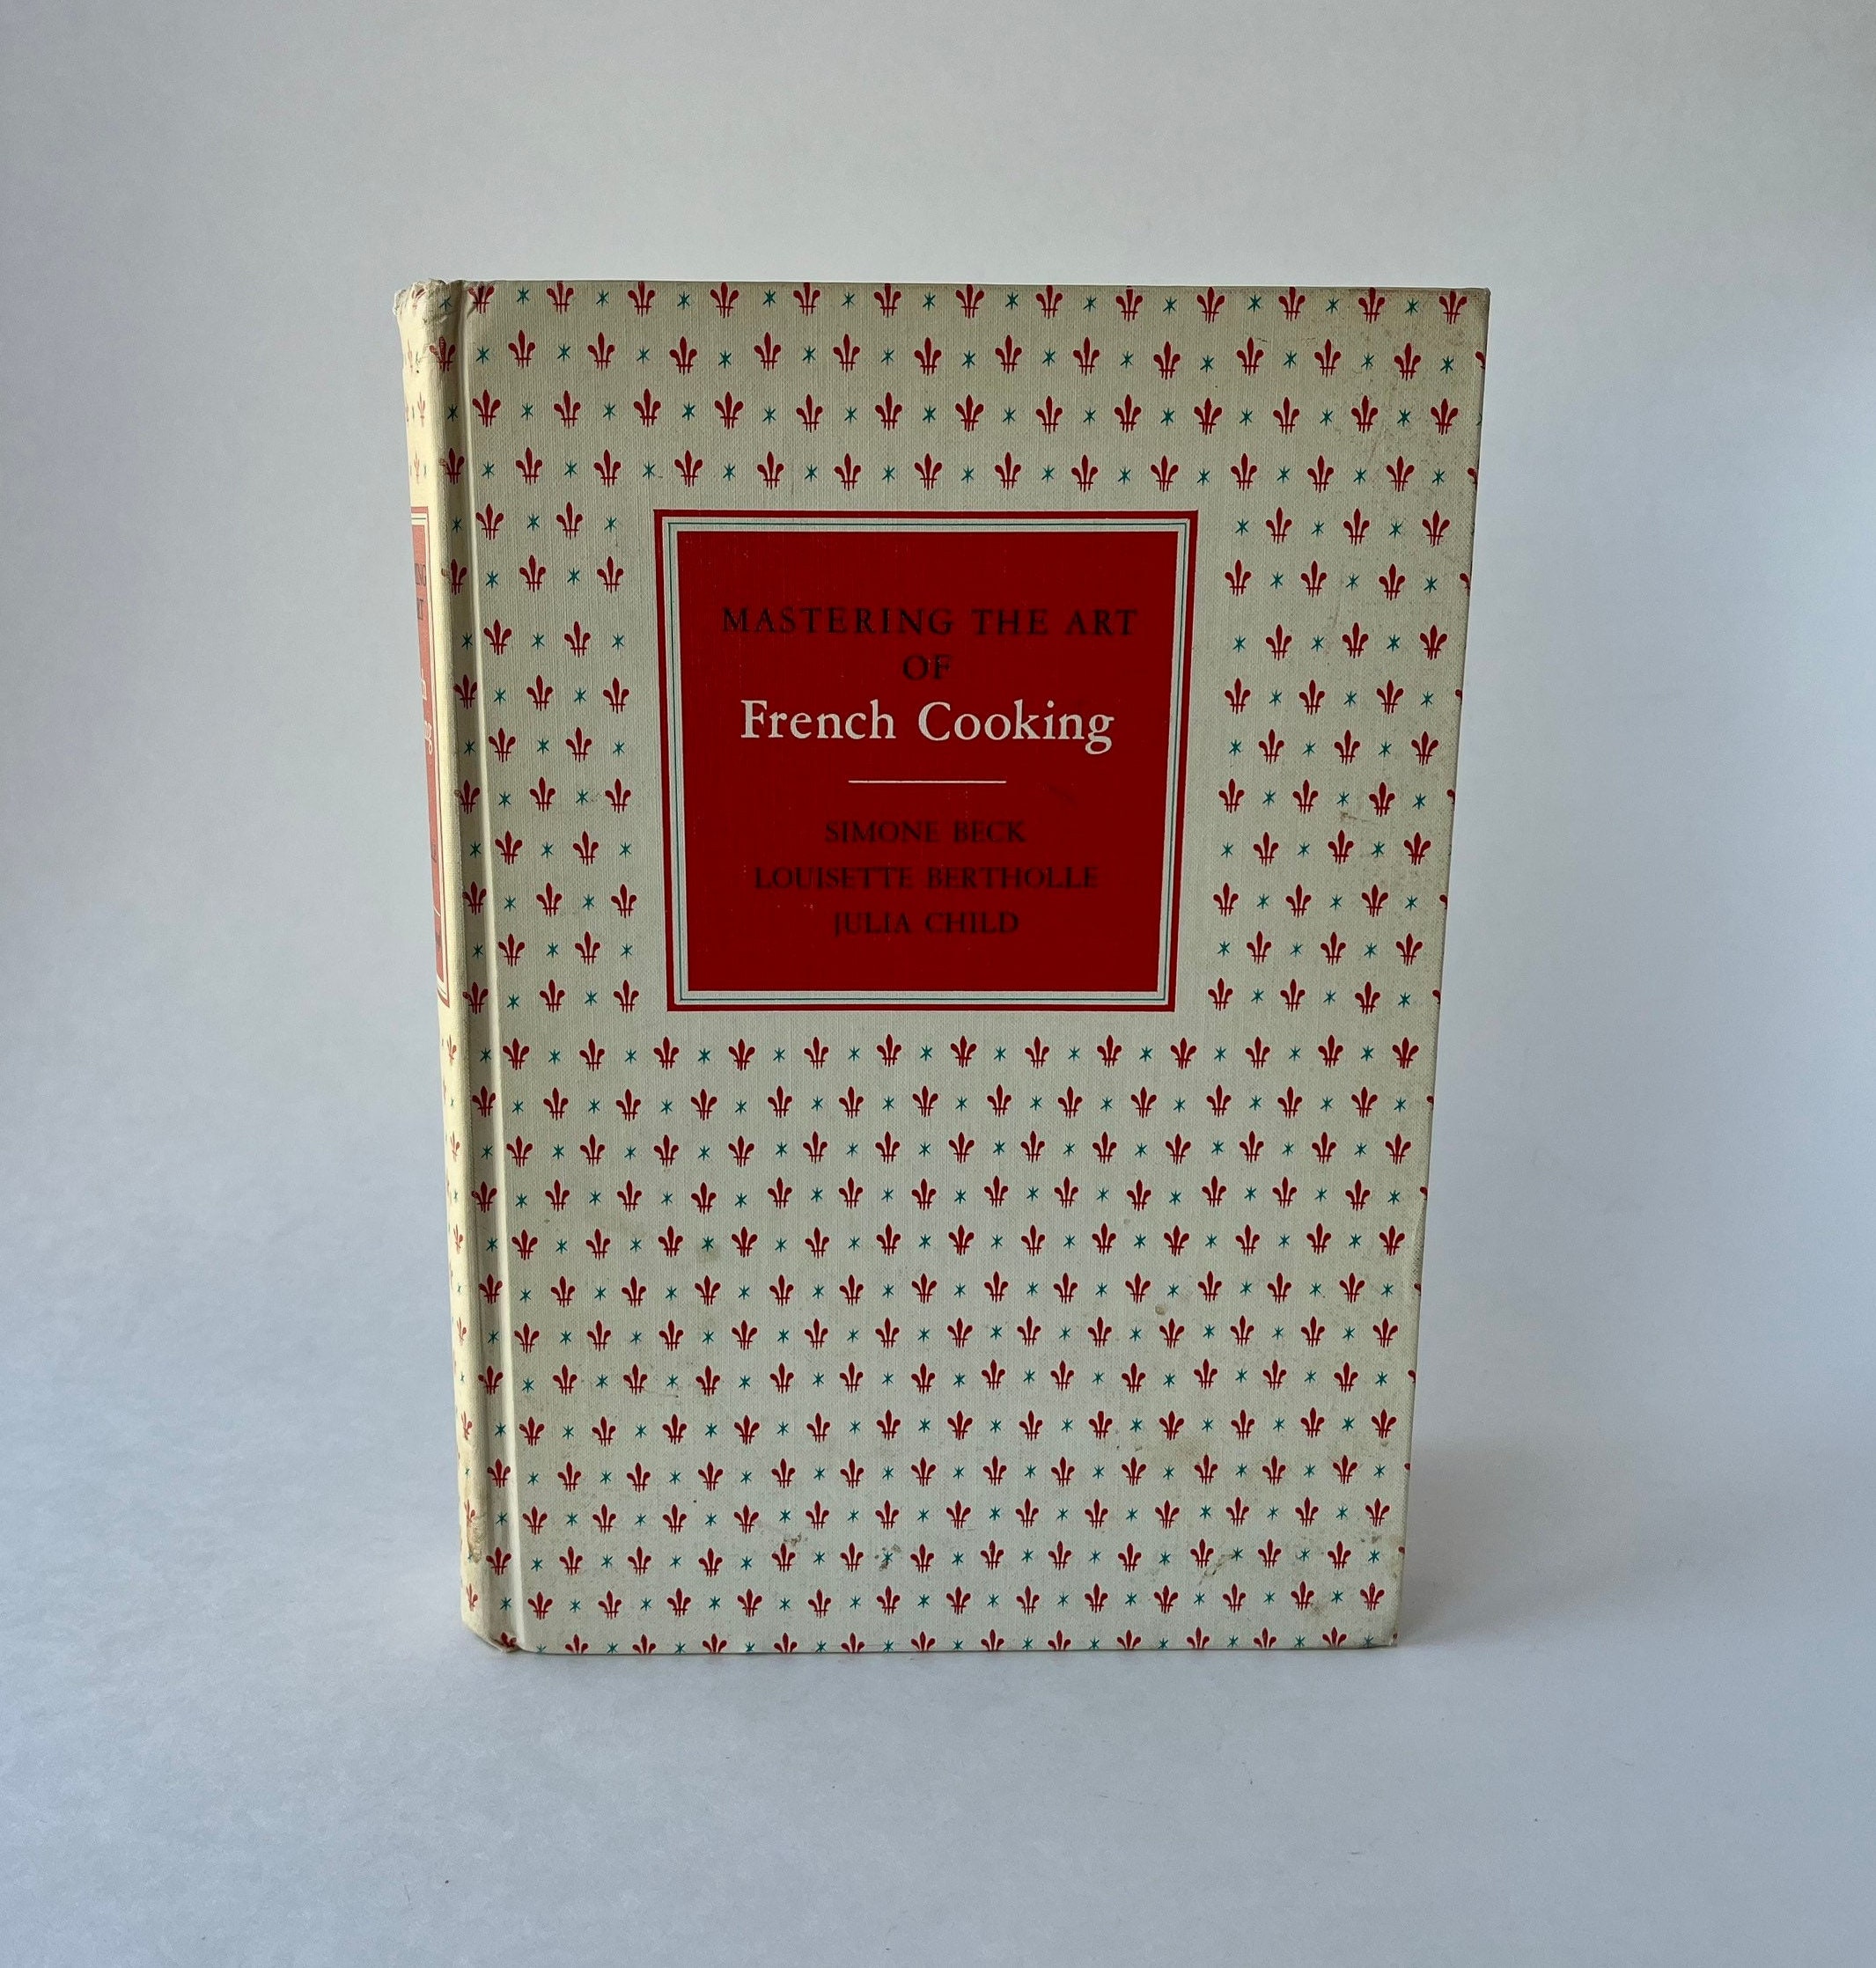 MASTERING THE ART
OF
French Cooking
SIMONE BECK
LOUISETTE BERTHOLLE
JULIA CHILD